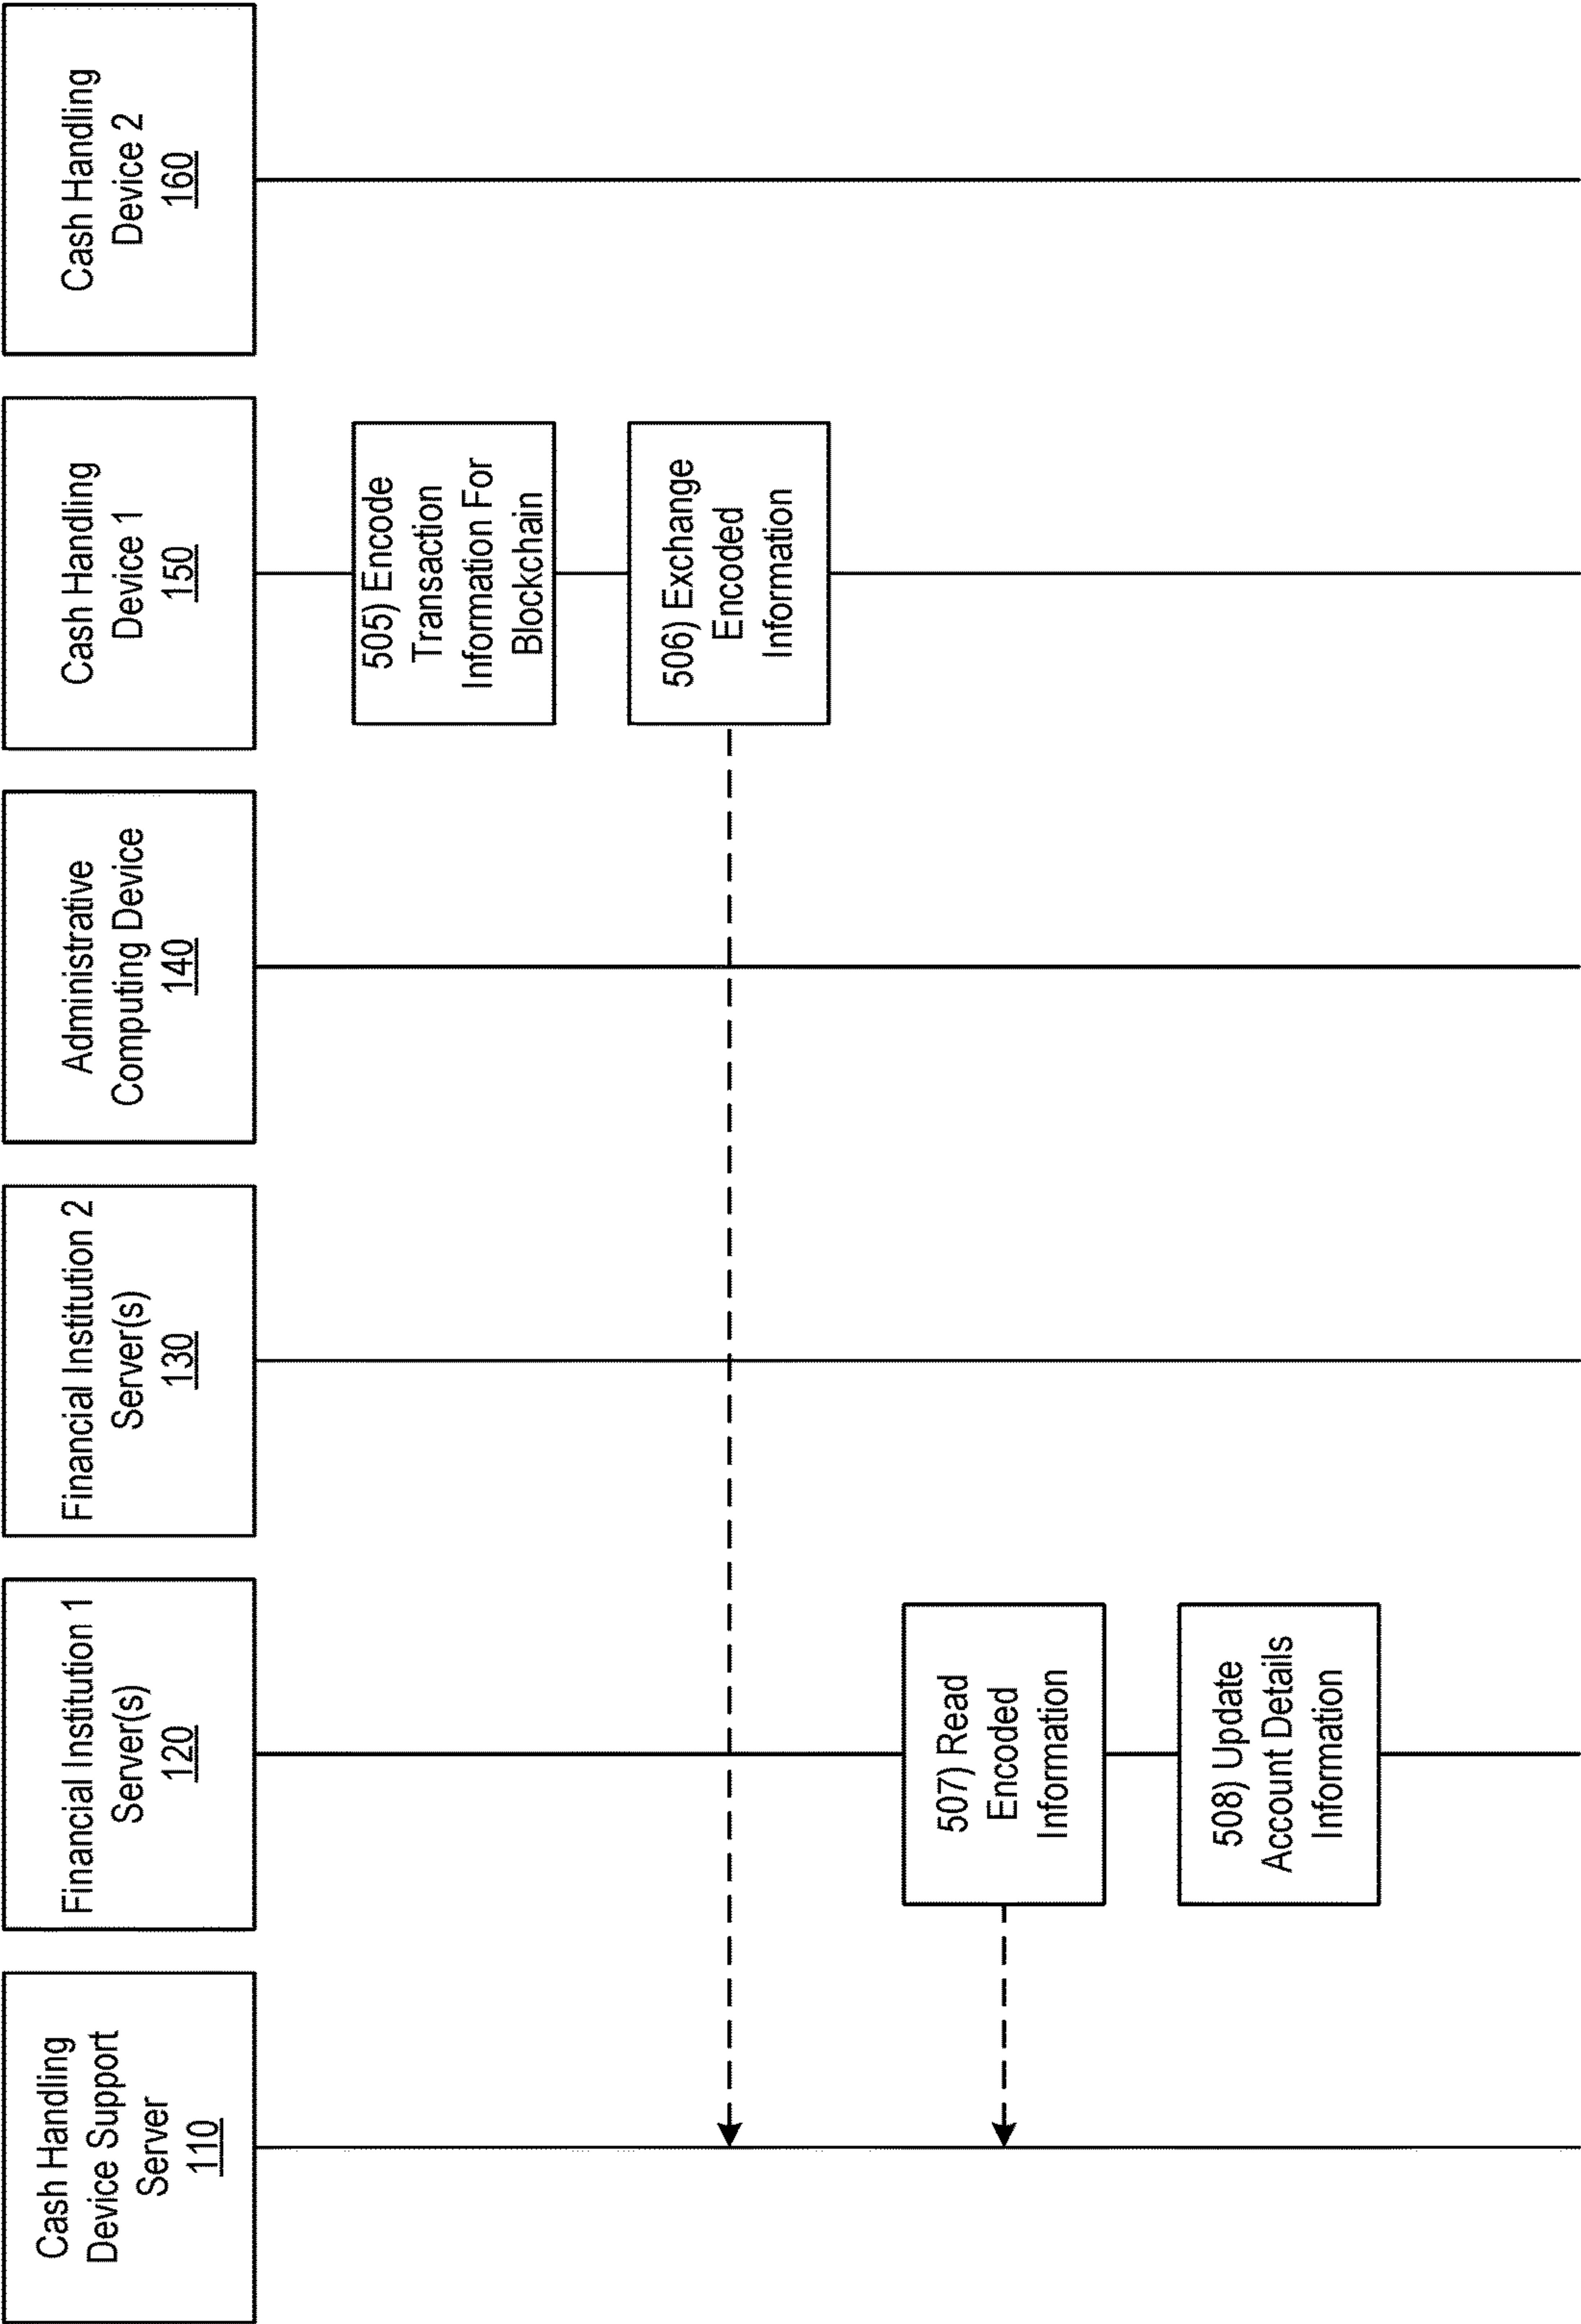 Cash Handling
Device Support
Server
110
Financial Institution 1
Server(s)
120
Financial Institution 2
Server(s)
130
Administrative
Computing Device
140
Cash Handling
Device 1
150
Cash Handling
Device 2
160
505) Encode
Transaction
Information For
Blockchain
506) Exchange
Encoded
Information
507) Read
Encoded
Information
508) Update
Account Details
Information